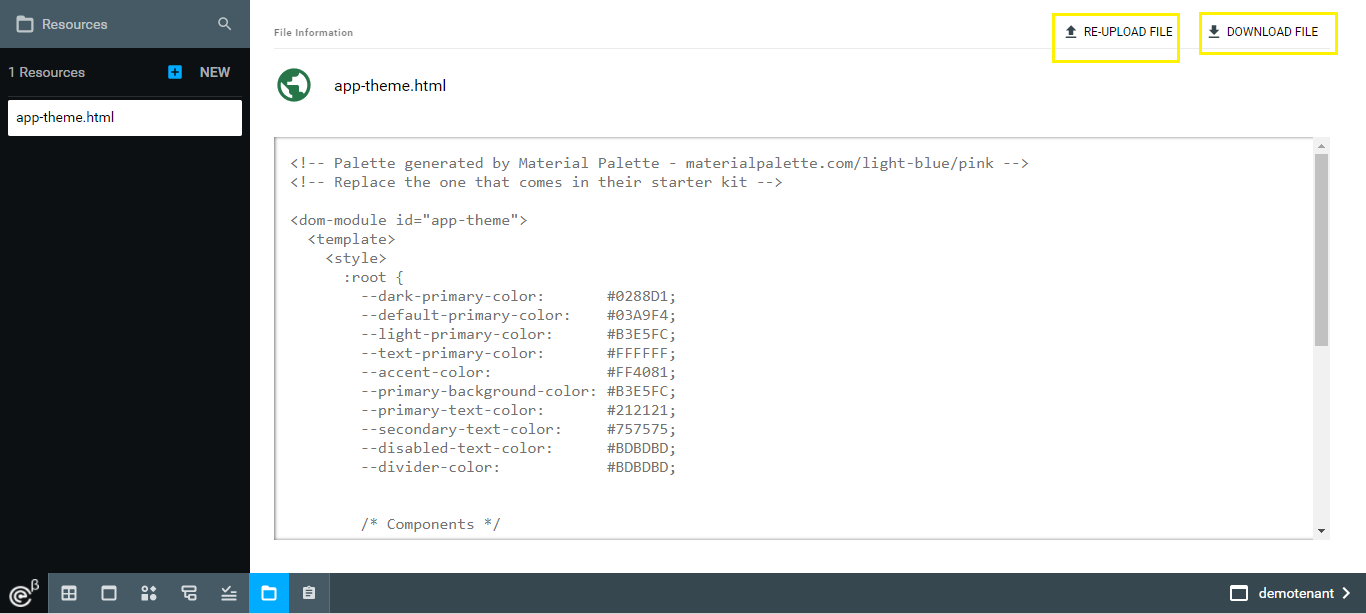 Resources
1 Resources
NEW
app-theme.html
File Information
RE-UPLOAD FILE
DOWNLOAD FILE
app-theme.html
<!-- Palette generated by Material Palette - materialpalette.com/light-blue/pink -->
<!-- Replace the one that comes in their starter kit -->
<dom-module id="app-theme">
<template>
<style>
:root {
--dark-primary-color: #0288D1;
--default-primary-color: #03A9F4;
--light-primary-color: #B3E5FC;
--text-primary-color: #FFFFFF;
--accent-color: #FF4081;
--primary-background-color: #B3E5FC;
--primary-text-color: #212121;
--secondary-text-color: #757575;
--disabled-text-color: #BDBDBD;
--divider-color: #BDBDBD;
/* Components */
e β
demotenant